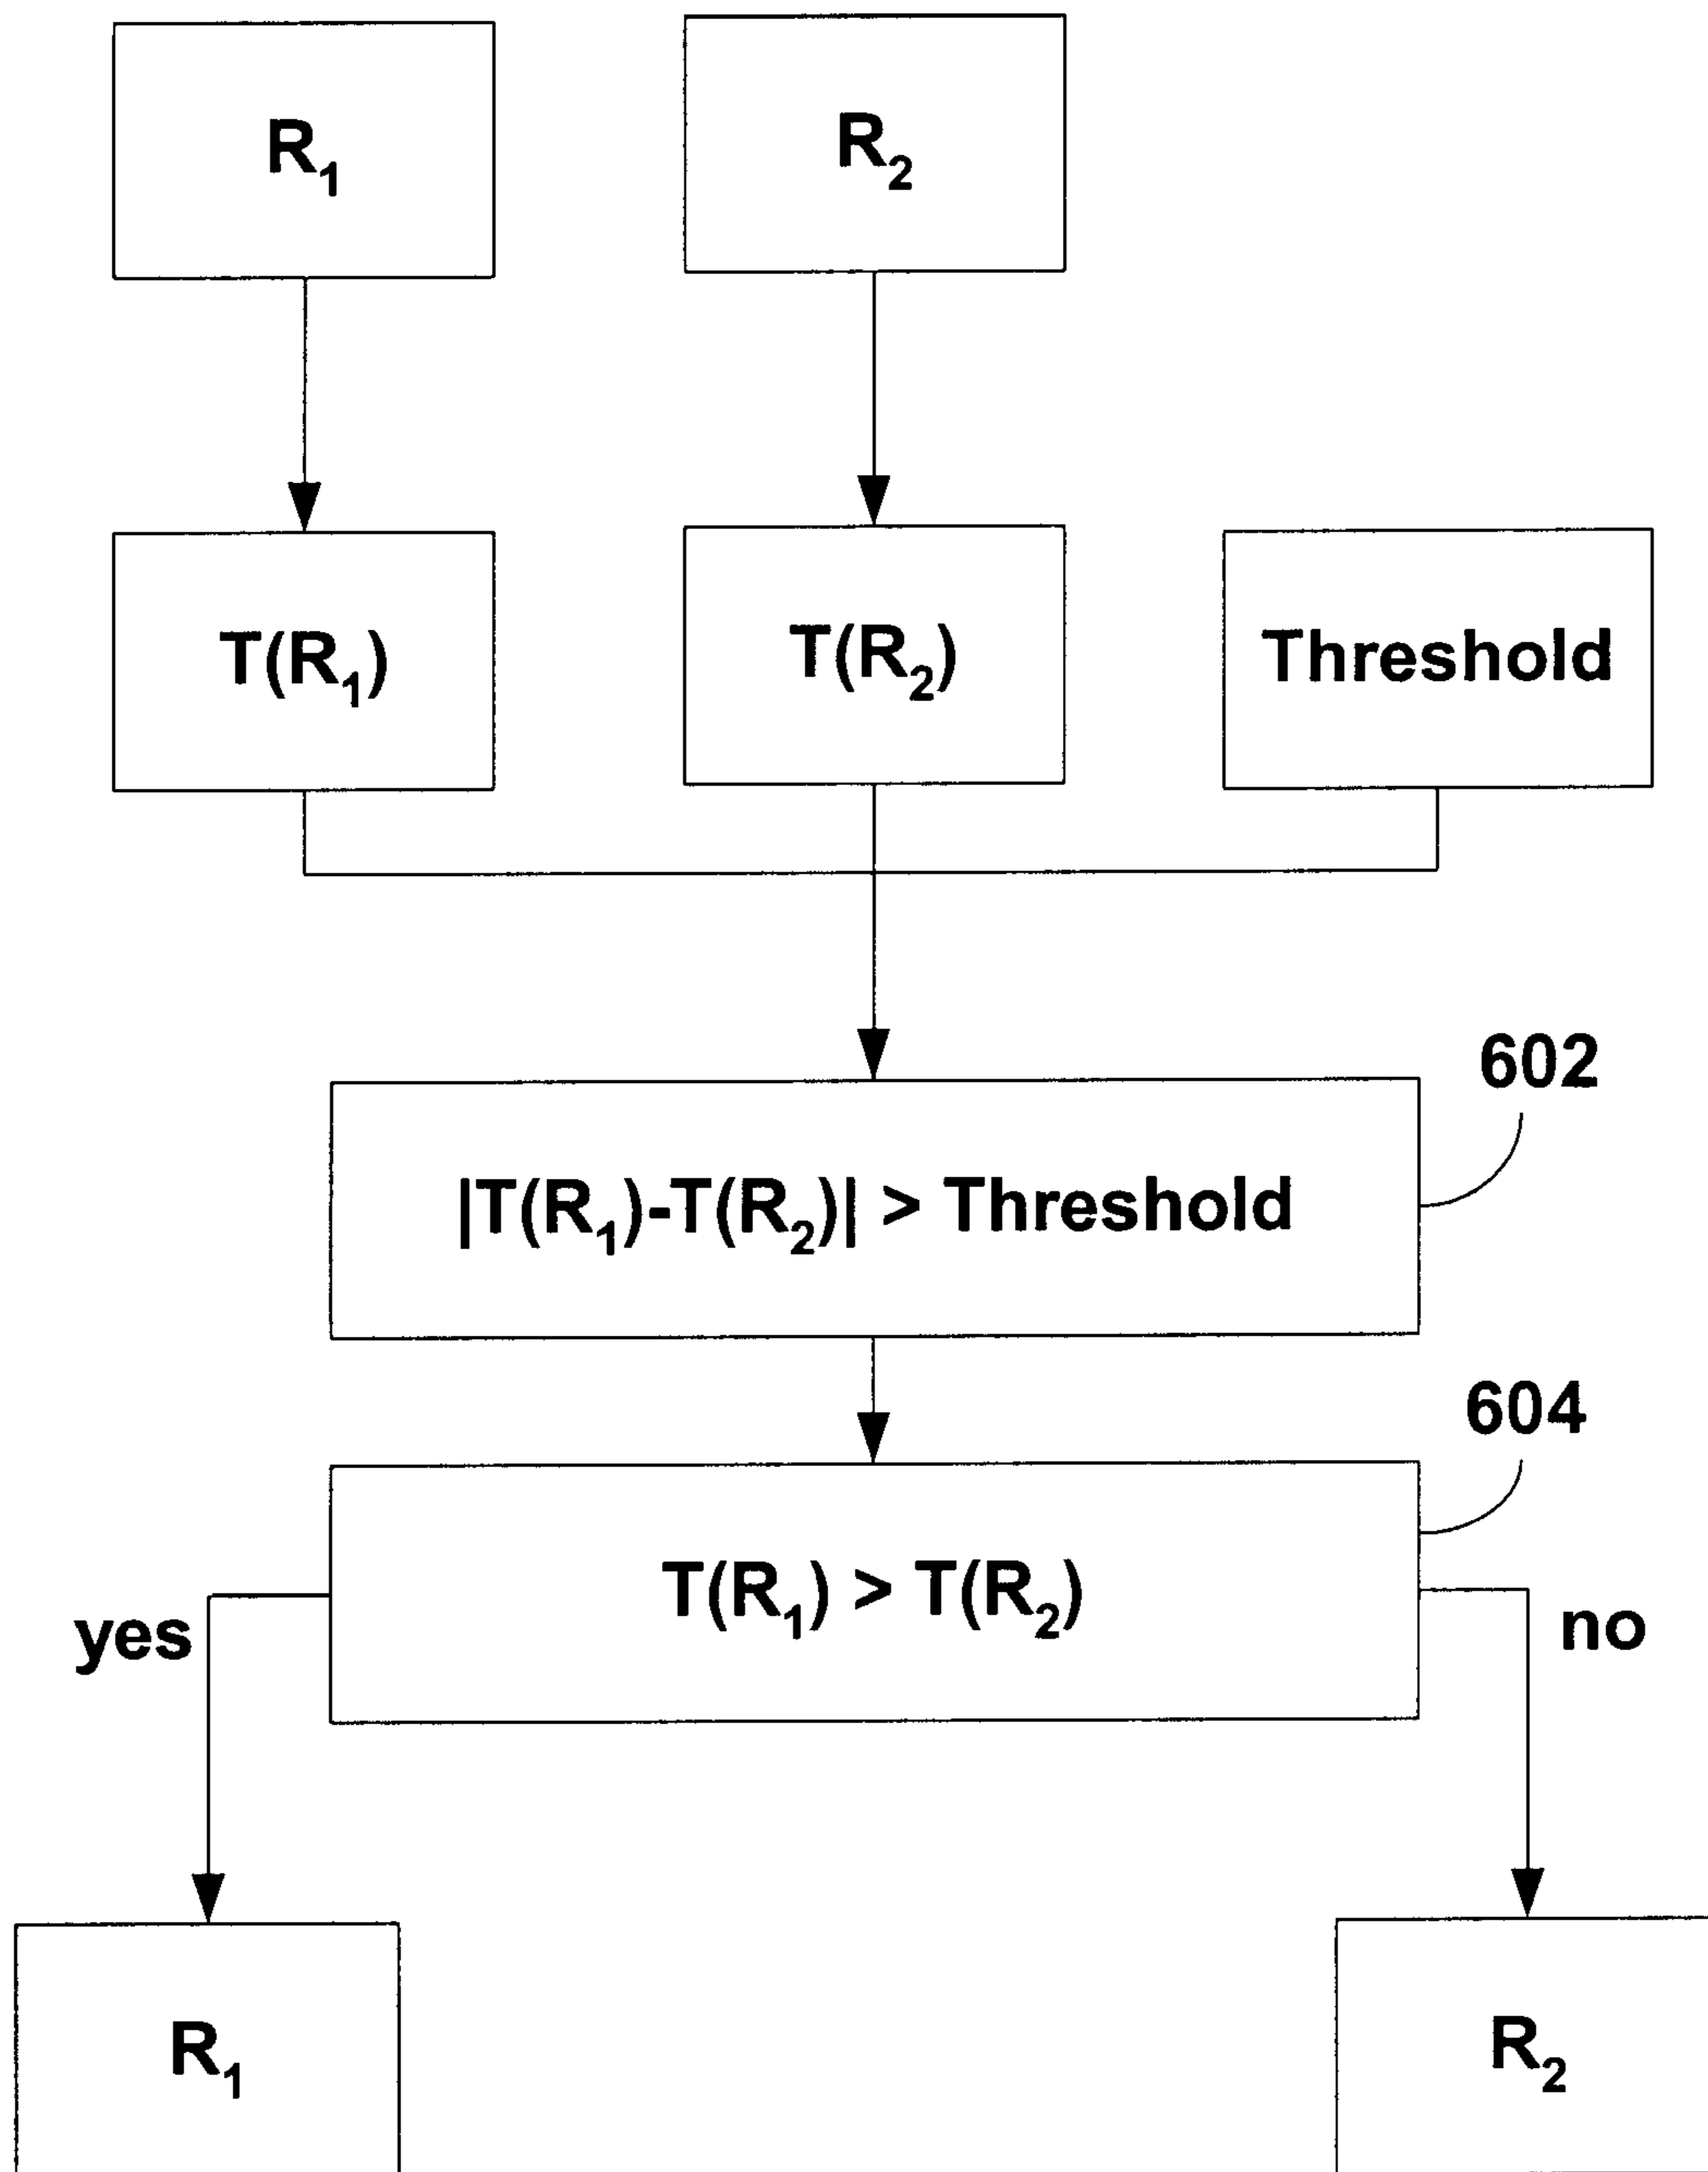 R₁
R₂
T(R₁)
T(R₂)
Threshold
602
|T(R₁)-T(R₂)| > Threshold
604
T(R₁) > T(R₂)
yes
no
R₁
R₂